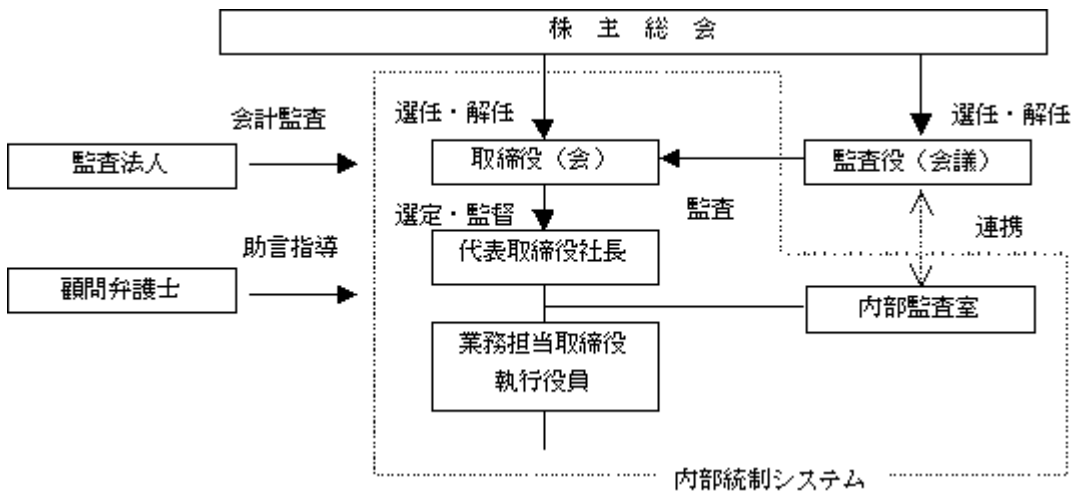 株 主 総 会
会計監査
選任・解任
選任・解任
監査法人
取締役（会）
監査役（会議）
選定・監督
監査
連携
助言指導
代表取締役社長
顧問弁護士
内部監査室
業務担当取締役
執行役員
内部統制システム